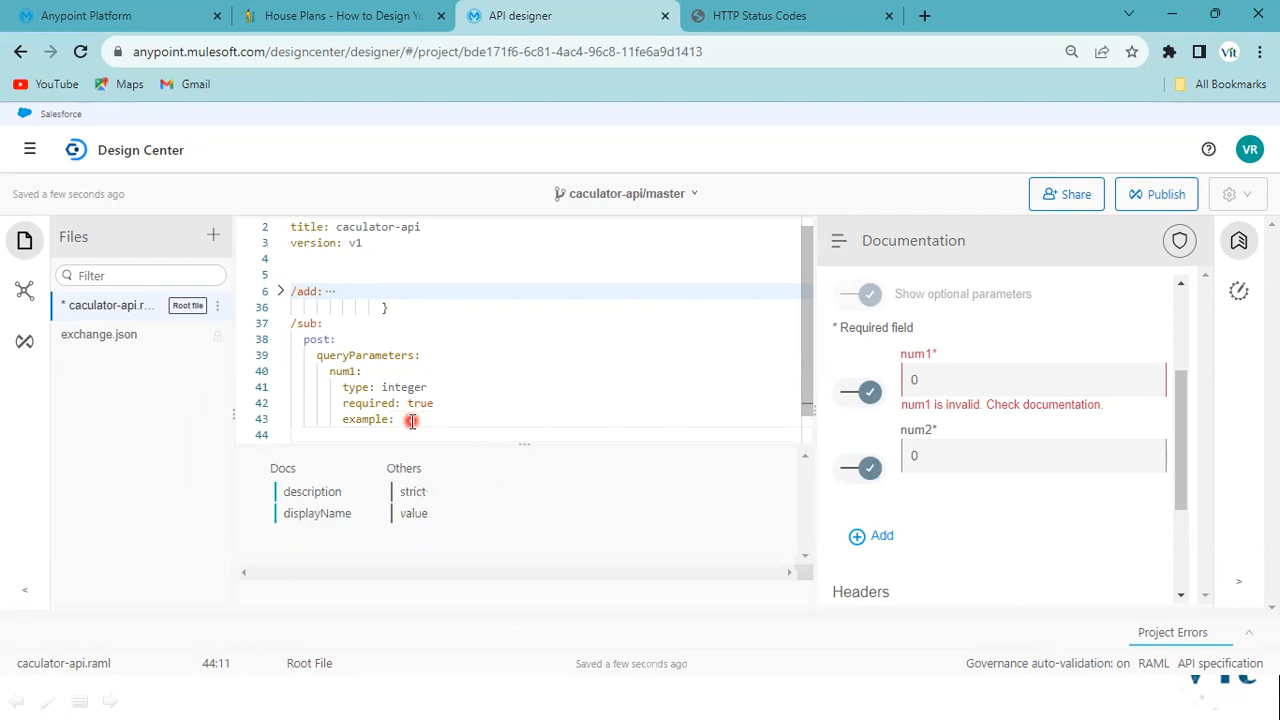 Anypoint Platform
House Plans - How to Design Yo
API designer
HTTP Status Codes
anypoint.mulesoft.com/designcenter/designer/#/project/bde171f6-6c81-4ac4-96c8-11fe6a9d1413
Vit
YouTube Maps Gmail All Bookmarks
Salesforce
Design Center VR
Saved a few seconds ago caculator-api/master Share Publish
Files
Filter
* caculator-api.r... Root file
exchange.json
2 title: caculator-api
3 version: v1
4
5
6 /add: ...
36 }
37 /sub:
38 post:
39 queryParameters:
40 num1:
41 type: integer
42 required: true
43 example:
44
Docs Others
description strict
displayName value
Documentation
Show optional parameters
* Required field
num1*
0
num1 is invalid. Check documentation.
num2*
0
Add
Headers
Project Errors
caculator-api.raml 44:11 Root File Saved a few seconds ago Governance auto-validation: on RAML API specification